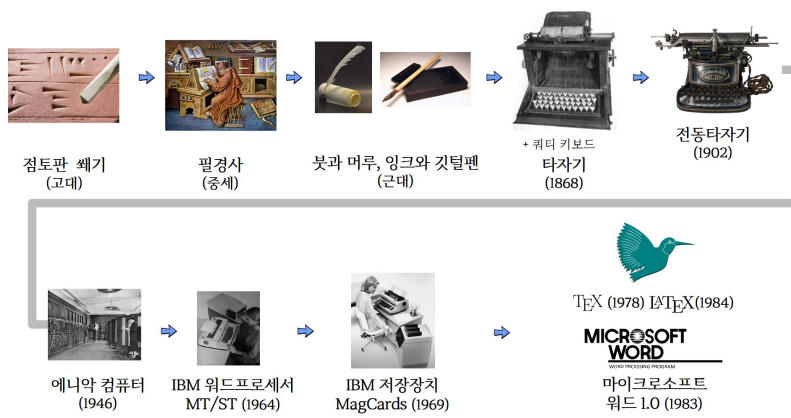 점토판 쐐기
(고대)
필경사
(중세)
붓과 머루, 잉크와 깃털펜
(근대)
+ 쿼티 키보드
타자기
(1868)
전동타자기
(1902)
에니악 컴퓨터
(1946)
IBM 워드프로세서
MT/ST (1964)
IBM 저장장치
MagCards (1969)
TEX (1978) LATEX(1984)
MICROSOFT
WORD
WORD PROCESSING PROGRAM
마이크로소프트
워드 1.0 (1983)